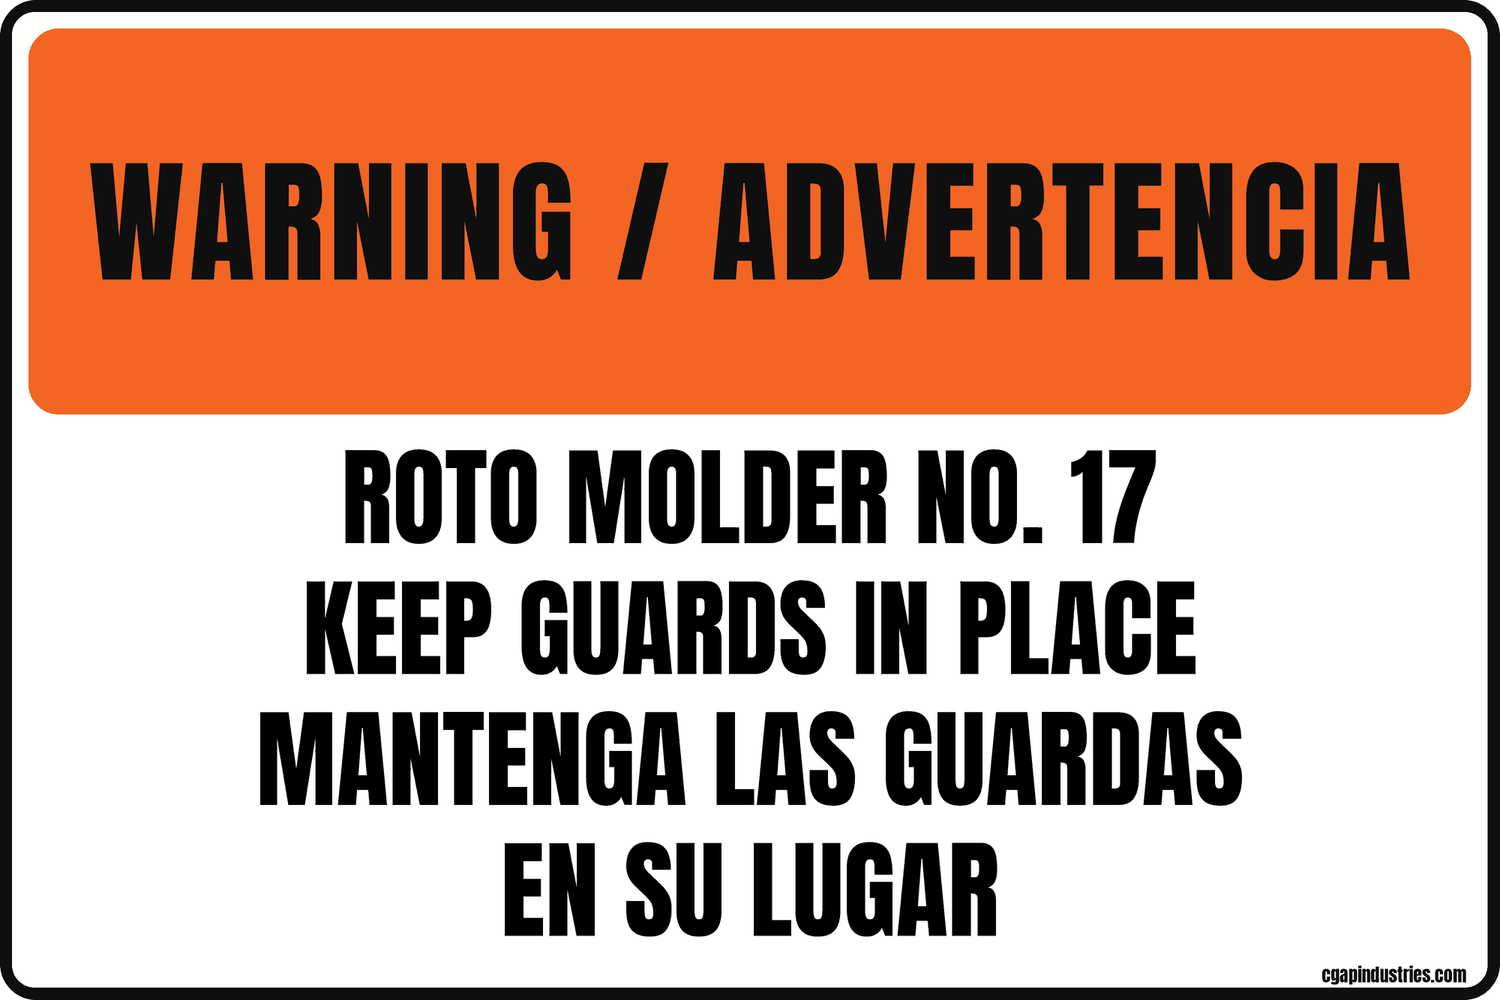 WARNING / ADVERTENCIA
ROTO MOLDER NO. 17
KEEP GUARDS IN PLACE
MANTENGA LAS GUARDAS
EN SU LUGAR
cgapindustries.com